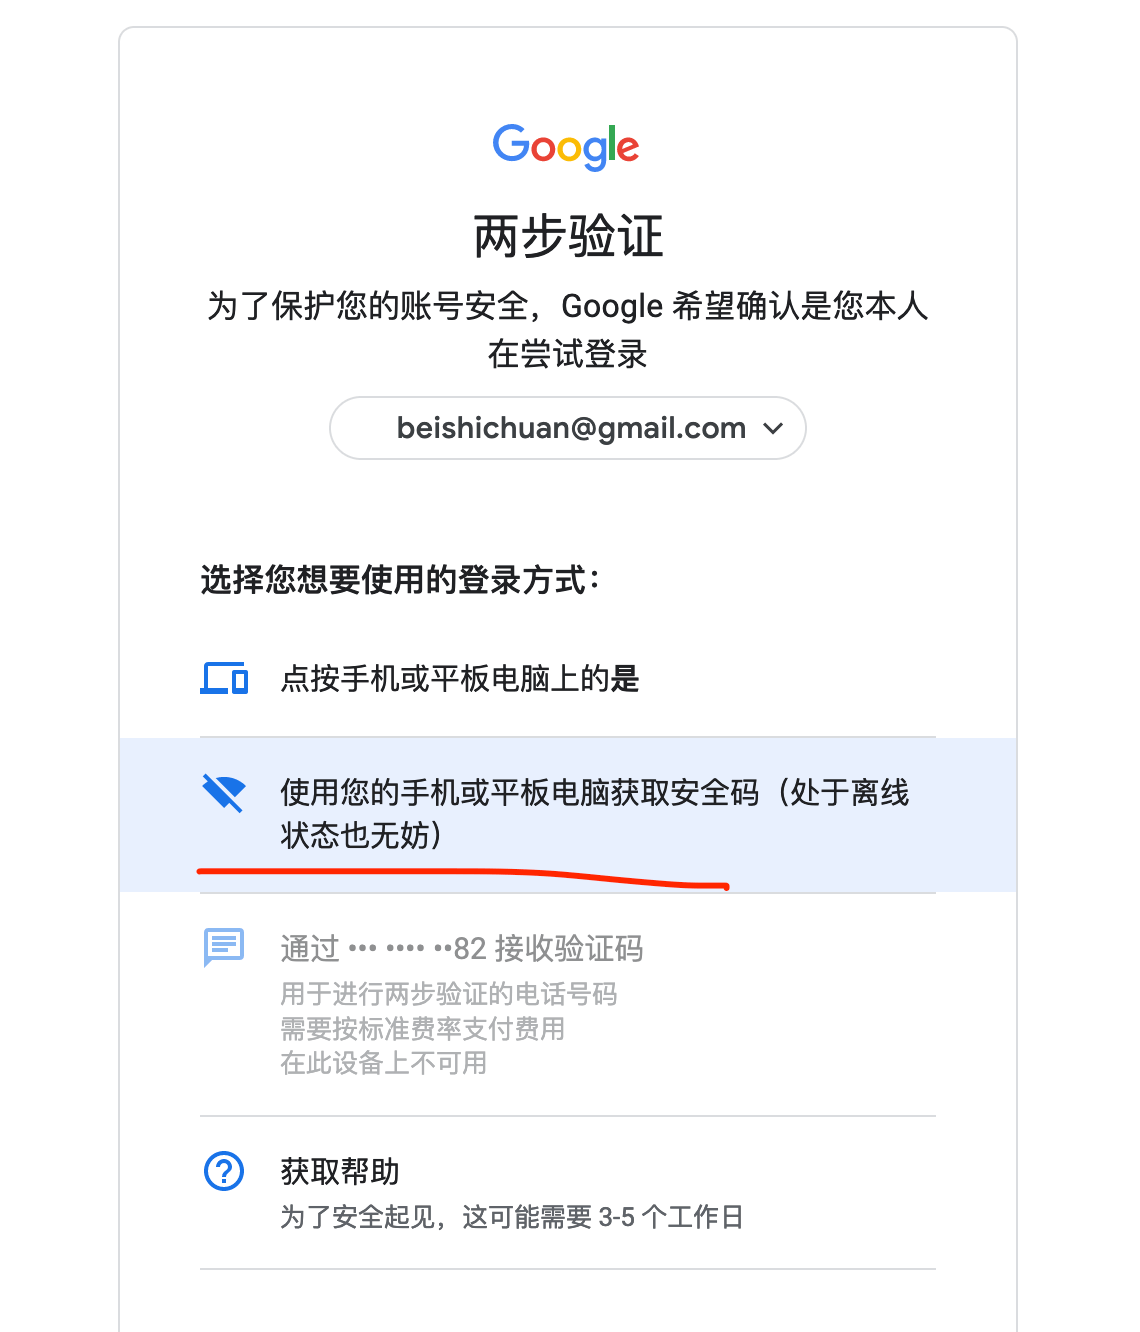 Google
两步验证
为了保护您的账号安全，Google 希望确认是您本人
在尝试登录
beishichuan@gmail.com
选择您想要使用的登录方式：
点按手机或平板电脑上的是
使用您的手机或平板电脑获取安全码（处于离线
状态也无妨）
通过 ••• •••• ••82 接收验证码
用于进行两步验证的电话号码
需要按标准费率支付费用
在此设备上不可用
获取帮助
为了安全起见，这可能需要 3-5 个工作日